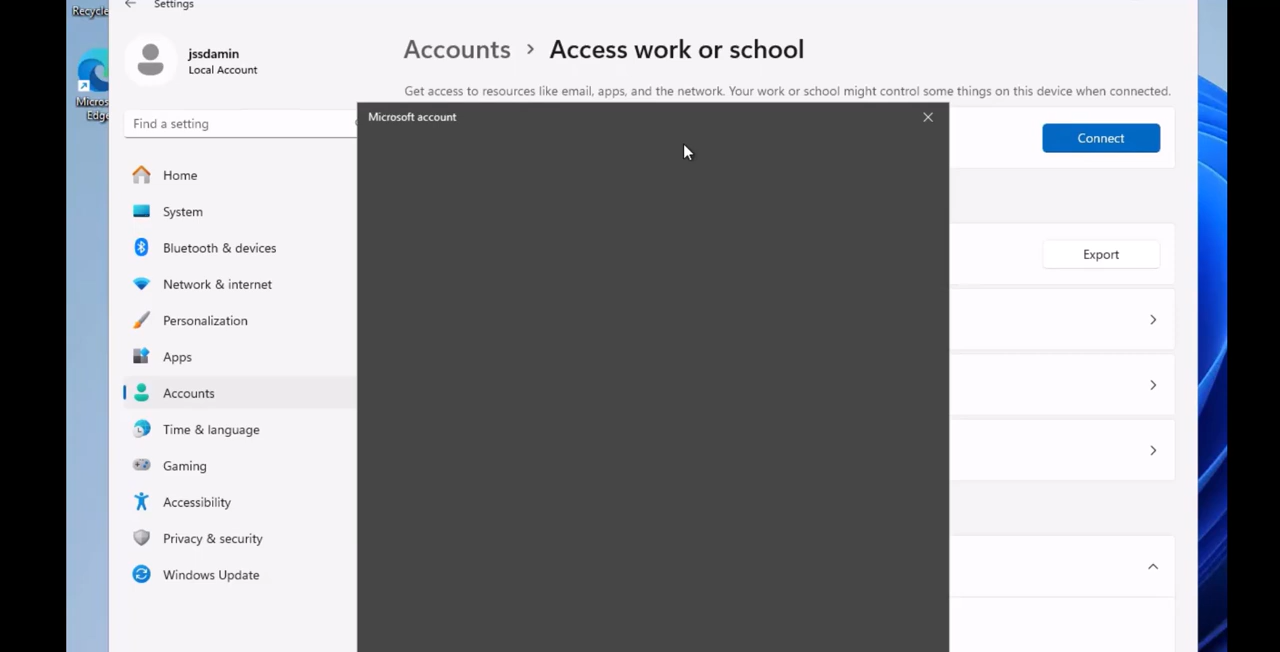 Recycle
Settings
jssdamin
Local Account
Accounts > Access work or school
Get access to resources like email, apps, and the network. Your work or school might control some things on this device when connected.
Micros
Edge
Find a setting
Microsoft account
Connect
Home
System
Bluetooth & devices
Export
Network & internet
Personalization
Apps
Accounts
Time & language
Gaming
Accessibility
Privacy & security
Windows Update